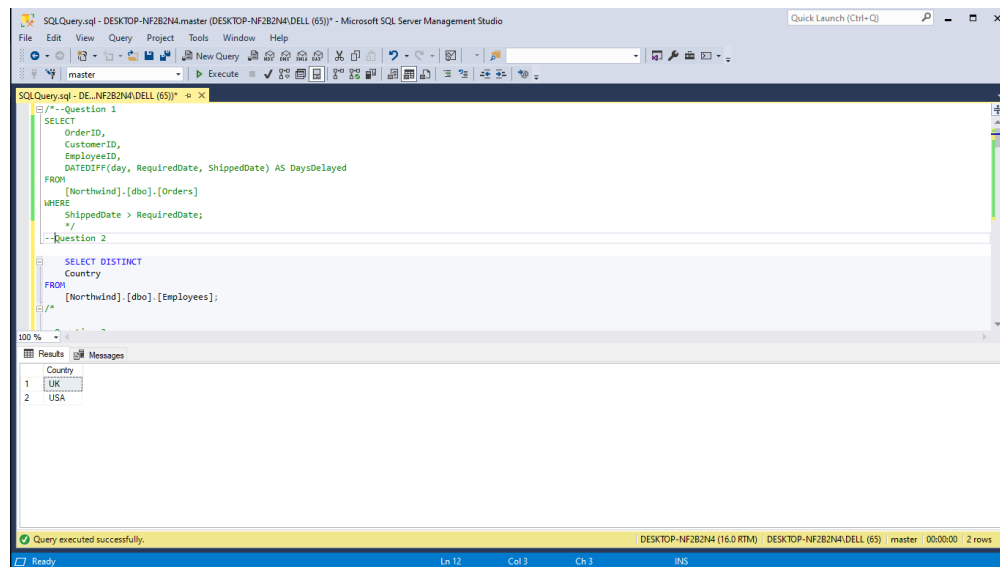 SQLQuery.sql - DESKTOP-NF2B2N4.master (DESKTOP-NF2B2N4\DELL (65))* - Microsoft SQL Server Management Studio
Quick Launch (Ctrl+Q)
File Edit View Query Project Tools Window Help
New Query
master
Execute
SQLQuery.sql - DE...NF2B2N4\DELL (65))*
/*--Question 1
SELECT
OrderID,
CustomerID,
EmployeeID,
DATEDIFF(day, RequiredDate, ShippedDate) AS DaysDelayed
FROM
[Northwind].[dbo].[Orders]
WHERE
ShippedDate > RequiredDate;
*/
--Question 2
SELECT DISTINCT
Country
FROM
[Northwind].[dbo].[Employees];
/*
100 %
Results Messages
Country
1 UK
2 USA
Query executed successfully.
DESKTOP-NF2B2N4 (16.0 RTM) DESKTOP-NF2B2N4\DELL (65) master 00:00:00 2 rows
Ready Ln 12 Col 3 Ch 3 INS